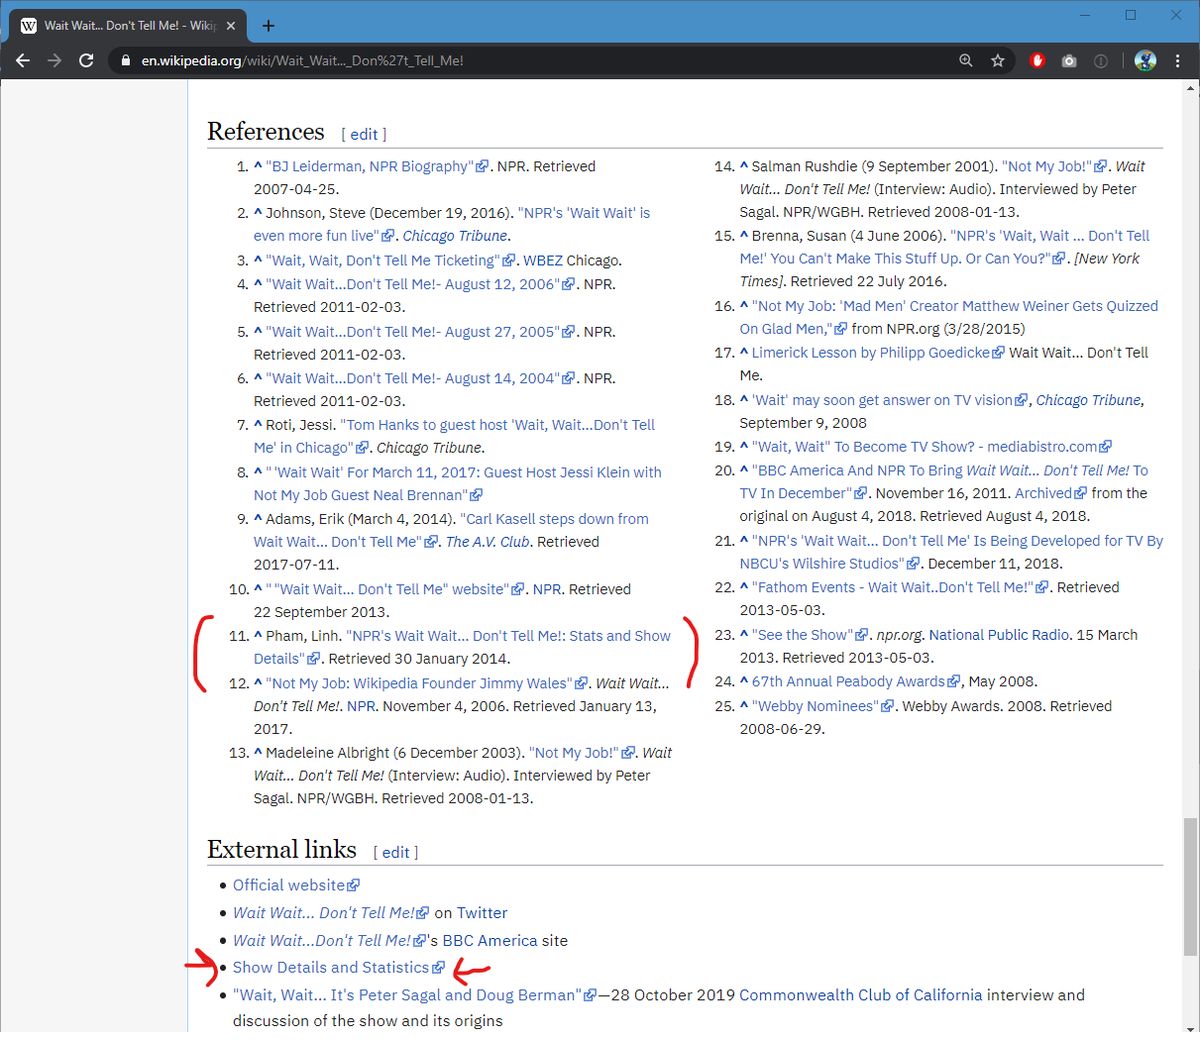 Wait Wait... Don't Tell Me! - Wikip
en.wikipedia.org/wiki/Wait_Wait..._Don%27t_Tell_Me!
References [ edit ]
1. ^ "BJ Leiderman, NPR Biography". NPR. Retrieved
2007-04-25.
2. ^ Johnson, Steve (December 19, 2016). "NPR's 'Wait Wait' is
even more fun live". Chicago Tribune.
3. ^ "Wait, Wait, Don't Tell Me Ticketing". WBEZ Chicago.
4. ^ "Wait Wait...Don't Tell Me!- August 12, 2006". NPR.
Retrieved 2011-02-03.
5. ^ "Wait Wait...Don't Tell Me!- August 27, 2005". NPR.
Retrieved 2011-02-03.
6. ^ "Wait Wait...Don't Tell Me!- August 14, 2004". NPR.
Retrieved 2011-02-03.
7. ^ Roti, Jessi. "Tom Hanks to guest host 'Wait, Wait...Don't Tell
Me' in Chicago". Chicago Tribune.
8. ^ " 'Wait Wait' For March 11, 2017: Guest Host Jessi Klein with
Not My Job Guest Neal Brennan"
9. ^ Adams, Erik (March 4, 2014). "Carl Kasell steps down from
Wait Wait... Don't Tell Me". The A.V. Club. Retrieved
2017-07-11.
10. ^ " "Wait Wait... Don't Tell Me" website". NPR. Retrieved
22 September 2013.
11. ^ Pham, Linh. "NPR's Wait Wait... Don't Tell Me!: Stats and Show
Details". Retrieved 30 January 2014.
12. ^ "Not My Job: Wikipedia Founder Jimmy Wales". Wait Wait...
Don't Tell Me!. NPR. November 4, 2006. Retrieved January 13,
2017.
13. ^ Madeleine Albright (6 December 2003). "Not My Job!". Wait
Wait... Don't Tell Me! (Interview: Audio). Interviewed by Peter
Sagal. NPR/WGBH. Retrieved 2008-01-13.
14. ^ Salman Rushdie (9 September 2001). "Not My Job!". Wait
Wait... Don't Tell Me! (Interview: Audio). Interviewed by Peter
Sagal. NPR/WGBH. Retrieved 2008-01-13.
15. ^ Brenna, Susan (4 June 2006). "NPR's 'Wait, Wait ... Don't Tell
Me!' You Can't Make This Stuff Up. Or Can You?". [New York
Times]. Retrieved 22 July 2016.
16. ^ "Not My Job: 'Mad Men' Creator Matthew Weiner Gets Quizzed
On Glad Men," from NPR.org (3/28/2015)
17. ^ Limerick Lesson by Philipp Goedicke Wait Wait... Don't Tell
Me.
18. ^ 'Wait' may soon get answer on TV vision, Chicago Tribune,
September 9, 2008
19. ^ "Wait, Wait" To Become TV Show? - mediabistro.com
20. ^ "BBC America And NPR To Bring Wait Wait... Don't Tell Me! To
TV In December". November 16, 2011. Archived from the
original on August 4, 2018. Retrieved August 4, 2018.
21. ^ "NPR's 'Wait Wait... Don't Tell Me' Is Being Developed for TV By
NBCU's Wilshire Studios". December 11, 2018.
22. ^ "Fathom Events - Wait Wait..Don't Tell Me!". Retrieved
2013-05-03.
23. ^ "See the Show". npr.org. National Public Radio. 15 March
2013. Retrieved 2013-05-03.
24. ^ 67th Annual Peabody Awards, May 2008.
25. ^ "Webby Nominees". Webby Awards. 2008. Retrieved
2008-06-29.
External links [ edit ]
• Official website
• Wait Wait... Don't Tell Me! on Twitter
• Wait Wait...Don't Tell Me!'s BBC America site
• Show Details and Statistics
• "Wait, Wait... It's Peter Sagal and Doug Berman"—28 October 2019 Commonwealth Club of California interview and
discussion of the show and its origins